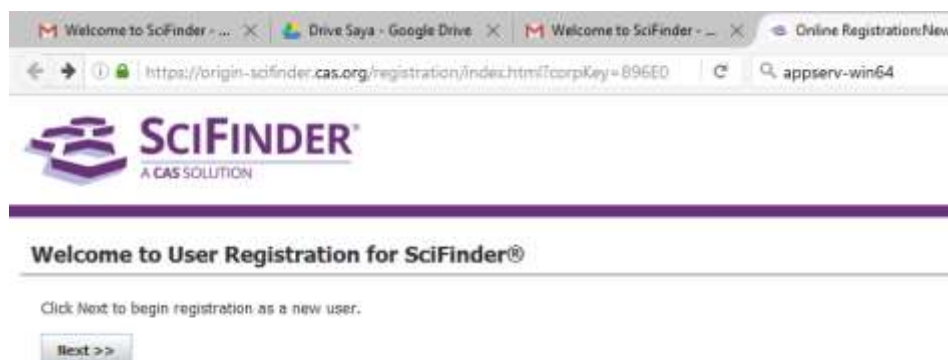 Welcome to SciFinder - ... Drive Saya - Google Drive Welcome to SciFinder - ... Online Registration:New
https://origin-scifinder.cas.org/registration/index.html?corpKey=896E0 appserv-win64
SCIFINDER®
A CAS SOLUTION
Welcome to User Registration for SciFinder®
Click Next to begin registration as a new user.
Next >>